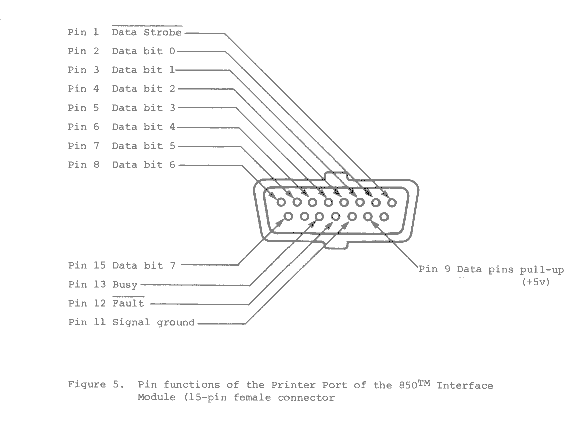 Pin 1 Data Strobe
Pin 2 Data bit 0
Pin 3 Data bit 1
Pin 4 Data bit 2
Pin 5 Data bit 3
Pin 6 Data bit 4
Pin 7 Data bit 5
Pin 8 Data bit 6
Pin 15 Data bit 7
Pin 9 Data pins pull-up
(+5v)
Pin 13 Busy
Pin 12 Fault
Pin 11 Signal ground
Figure 5. Pin functions of the Printer Port of the 850TM Interface
Module (15-pin female connector